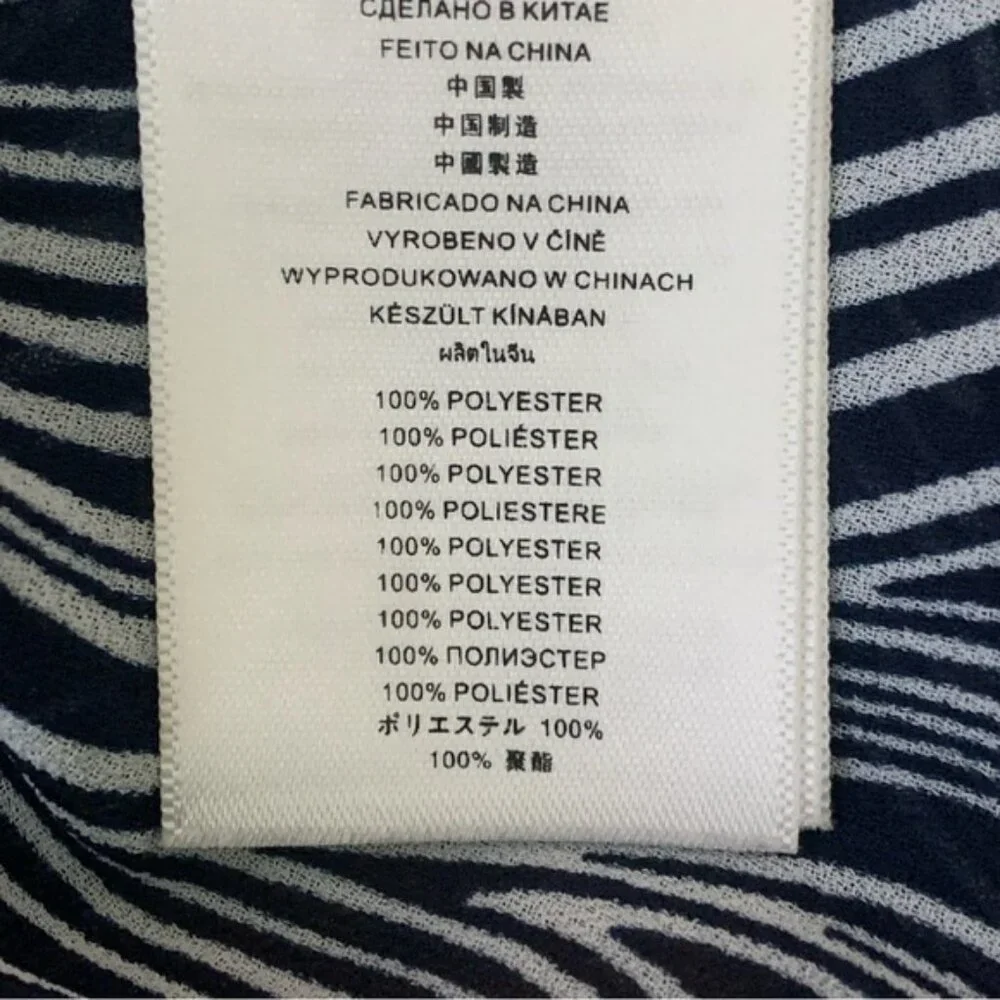 СДЕЛАНО В КИТАЕ
FEITO NA CHINA
中国製
中国制造
中國製造
FABRICADO NA CHINA
VYROBENO V ČÍNĚ
WYPRODUKOWANO W CHINACH
KÉSZÜLT KÍNÁBAN
ผลิตในจีน
100% POLYESTER
100% POLIÉSTER
100% POLYESTER
100% POLIESTERE
100% POLYESTER
100% POLYESTER
100% POLYESTER
100% ПОЛИЭСТЕР
100% POLIÉSTER
ポリエステル 100%
100% 聚酯